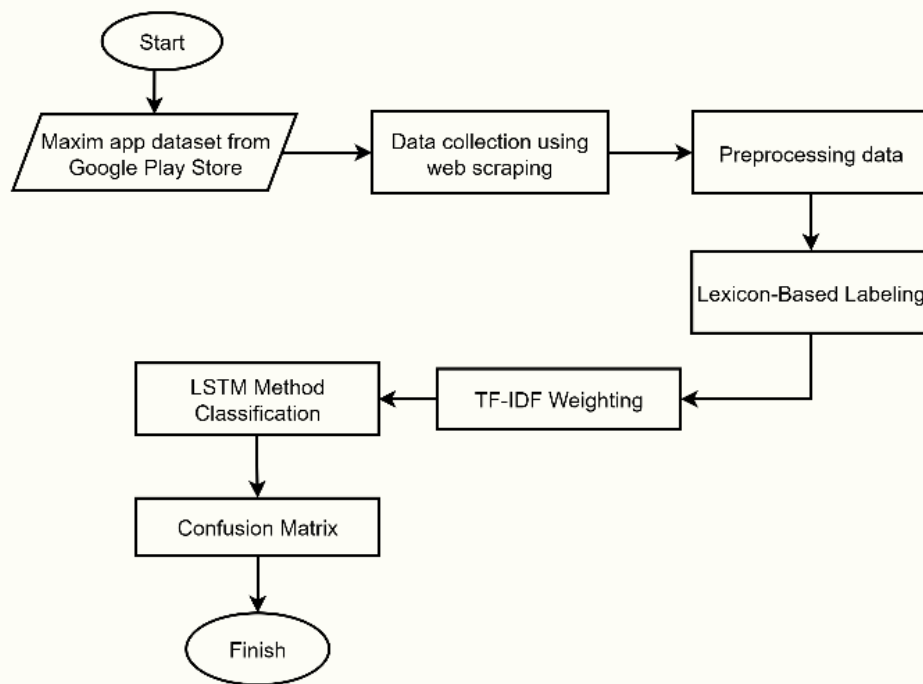 Start
Maxim app dataset from
Google Play Store
Data collection using
web scraping
Preprocessing data
Lexicon-Based Labeling
TF-IDF Weighting
LSTM Method
Classification
Confusion Matrix
Finish